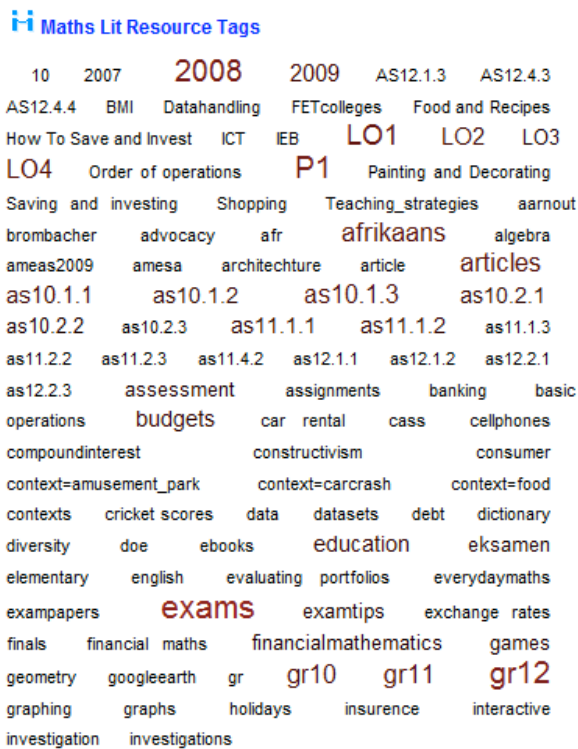 Maths Lit Resource Tags
10 2007 2008 2009 AS12.1.3 AS12.4.3
AS12.4.4 BMI Datahandling FETcolleges Food and Recipes
How To Save and Invest ICT IEB LO1 LO2 LO3
LO4 Order of operations P1 Painting and Decorating
Saving and investing Shopping Teaching_strategies aarnout
brombacher advocacy afr afrikaans algebra
ameas2009 amesa architechture article articles
as10.1.1 as10.1.2 as10.1.3 as10.2.1
as10.2.2 as10.2.3 as11.1.1 as11.1.2 as11.1.3
as11.2.2 as11.2.3 as11.4.2 as12.1.1 as12.1.2 as12.2.1
as12.2.3 assessment assignments banking basic
operations budgets car rental cass cellphones
compoundinterest constructivism consumer
context=amusement_park context=carcrash context=food
contexts cricket scores data datasets debt dictionary
diversity doe ebooks education eksamen
elementary english evaluating portfolios everydaymaths
exampapers exams examtips exchange rates
finals financial maths financialmathematics games
geometry googleearth gr gr10 gr11 gr12
graphing graphs holidays insurence interactive
investigation investigations